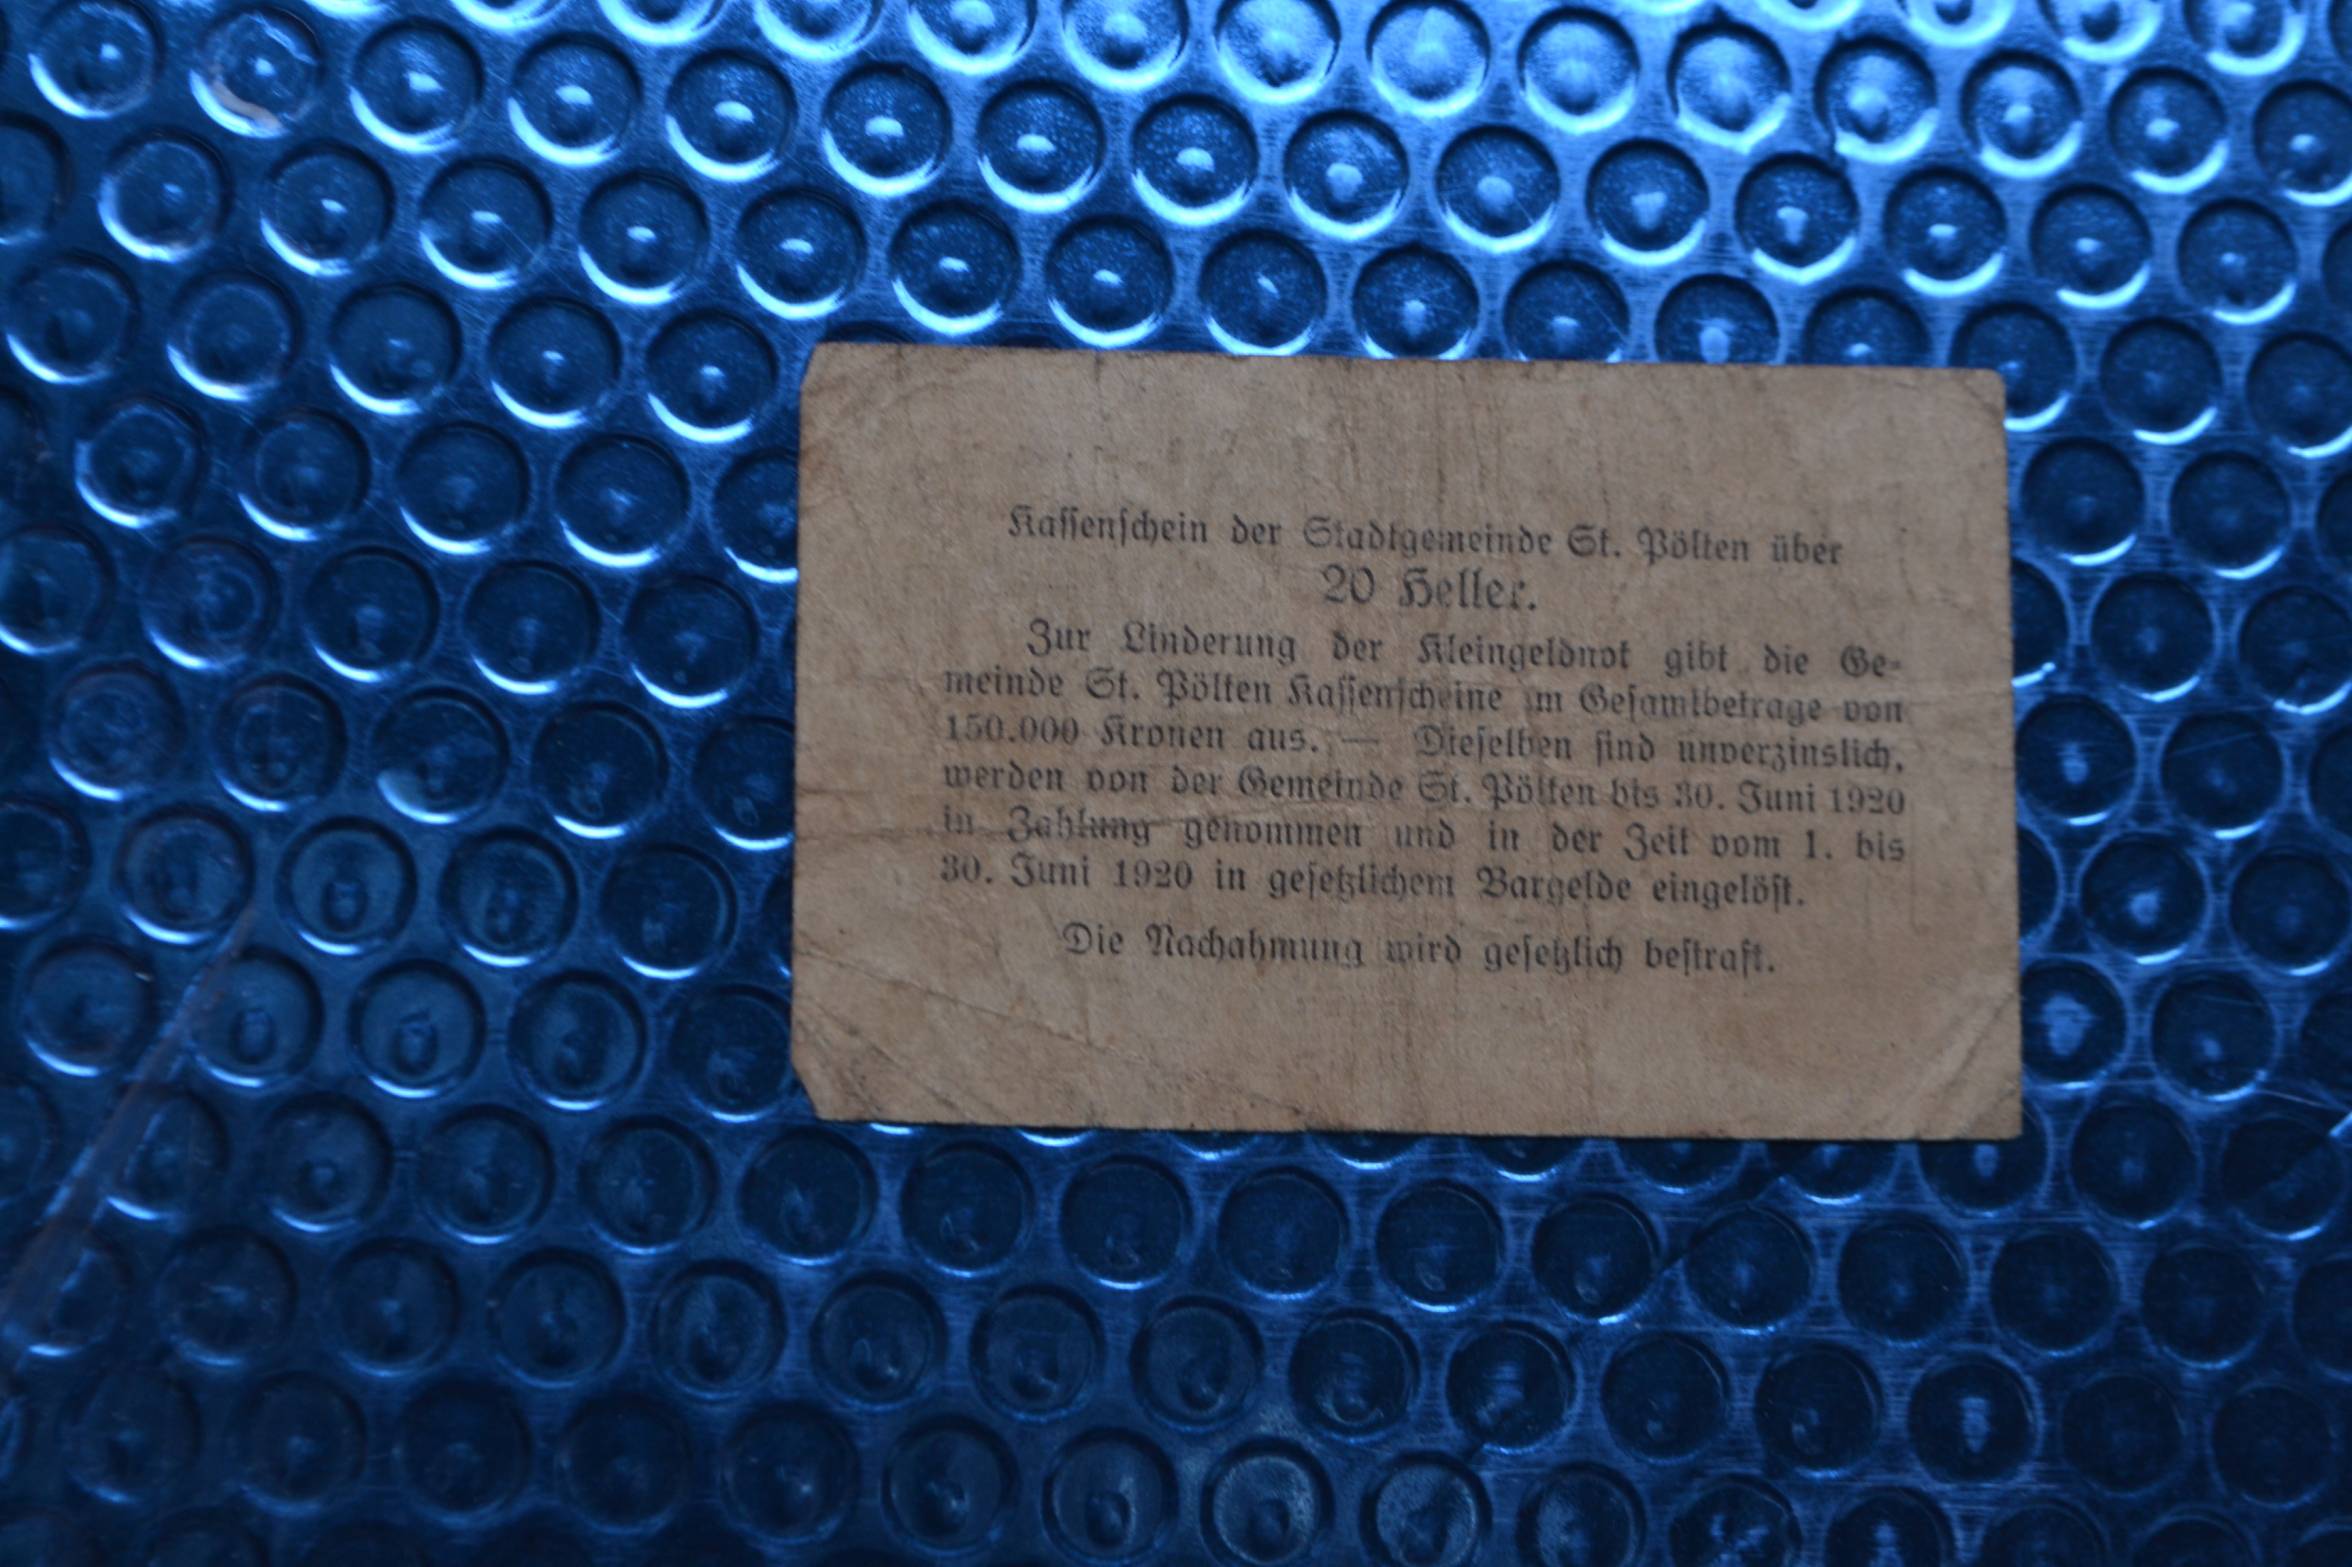 Kassenschein der Stadtgemeinde St. Pölten über
20 Heller.
Zur Linderung der Kleingeldnot gibt die Ge-
meinde St. Pölten Kassenscheine im Gesamtbetrage von
150.000 Kronen aus. — Dieselben sind unverzinslich,
werden von der Gemeinde St. Pölten bis 30. Juni 1920
in Zahlung genommen und in der Zeit vom 1. bis
30. Juni 1920 in gesetzlichem Bargelde eingelöst.
Die Nachahmung wird gesetzlich bestraft.